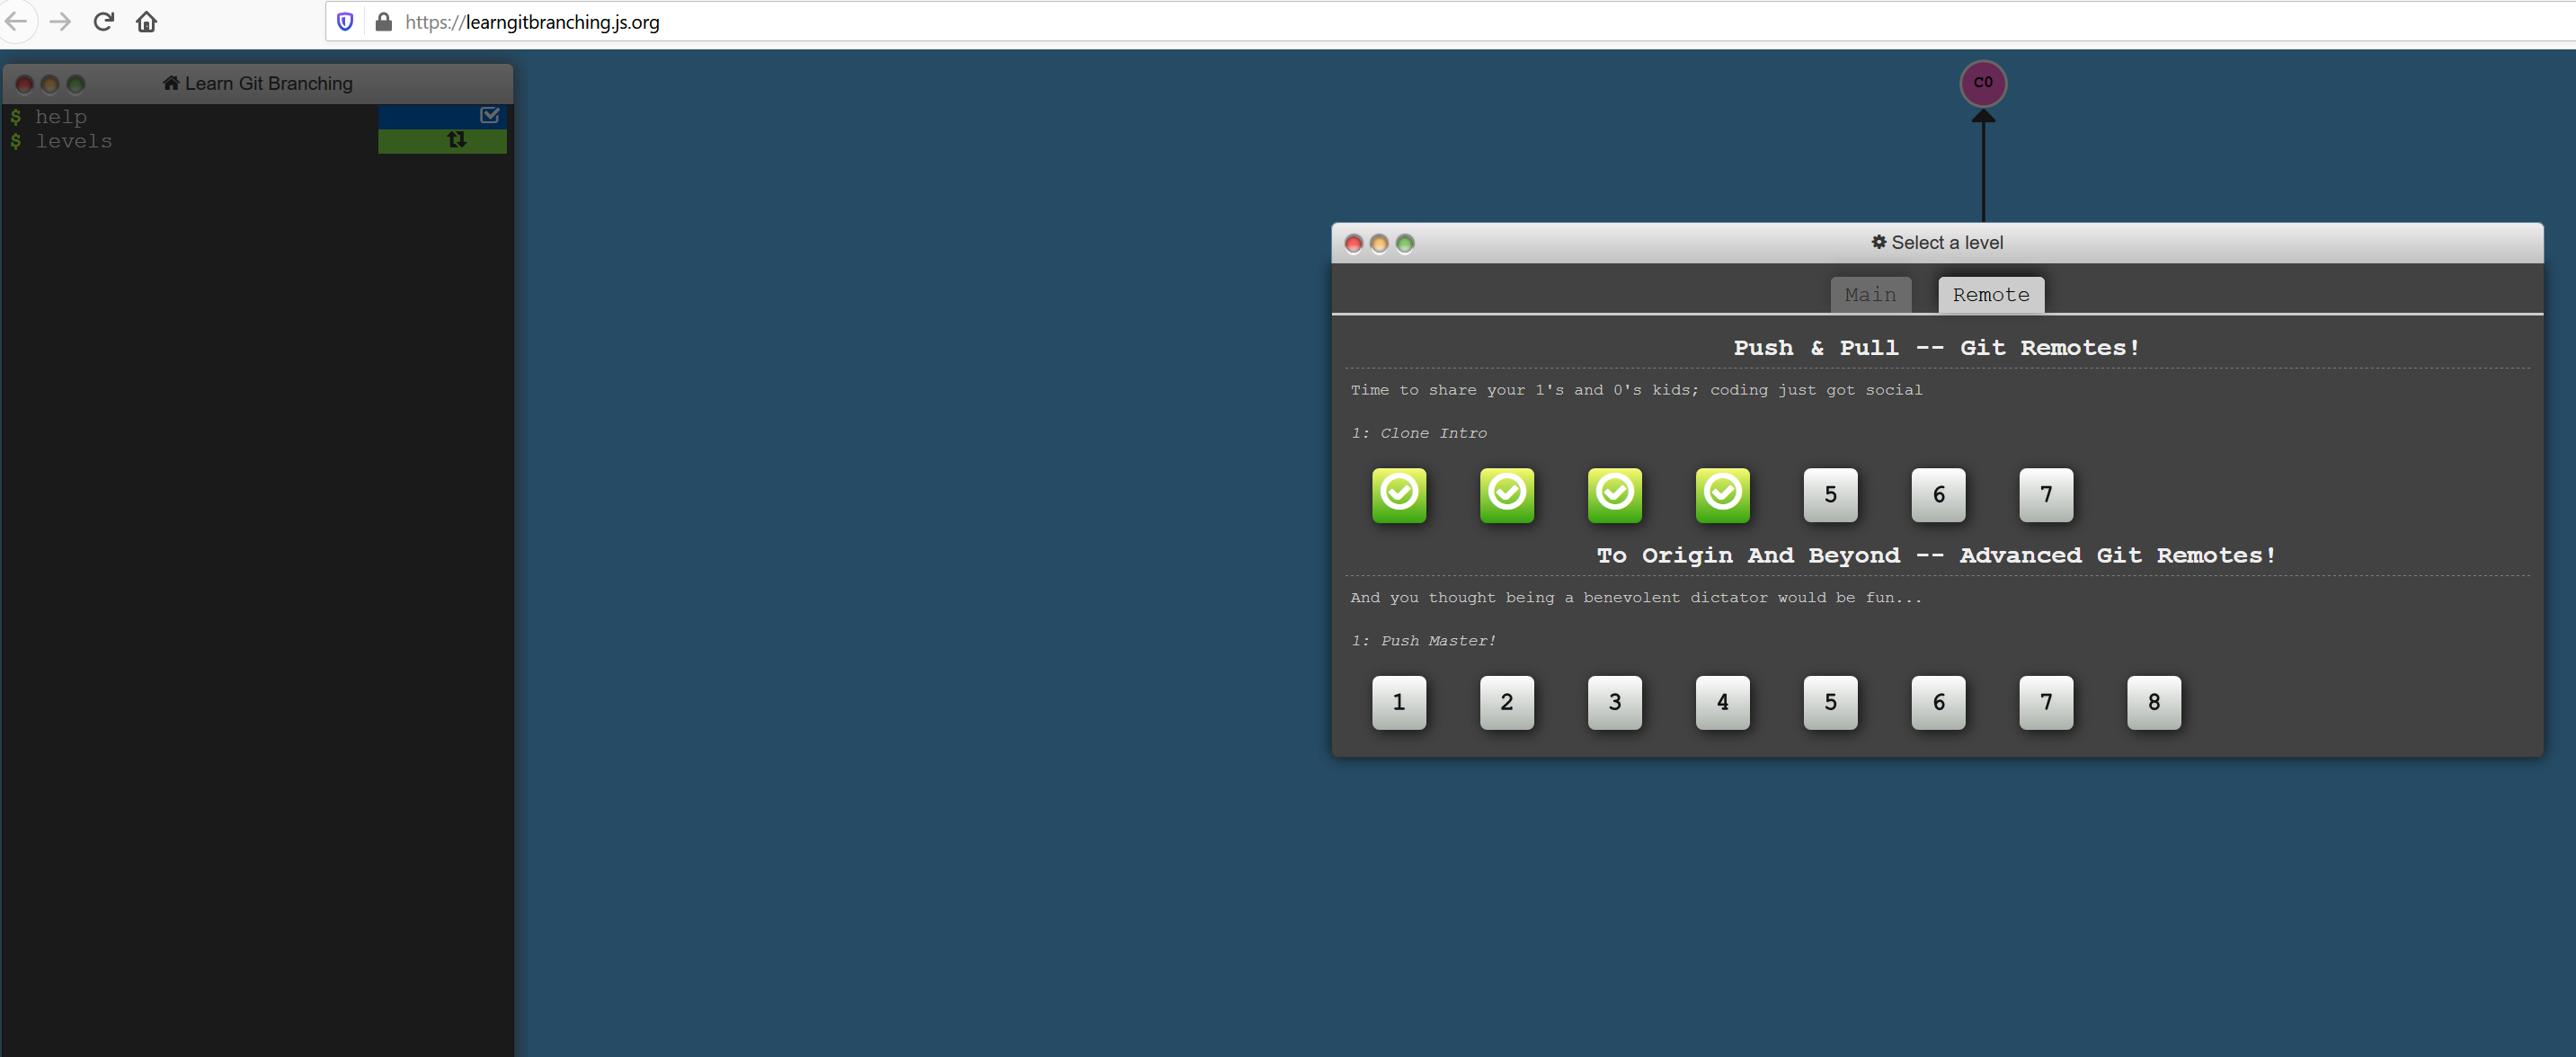 https://learngitbranching.js.org
Learn Git Branching
$ help
$ levels
C0
Select a level
Main Remote
Push & Pull -- Git Remotes!
Time to share your 1's and 0's kids; coding just got social
1: Clone Intro
5 6 7
To Origin And Beyond -- Advanced Git Remotes!
And you thought being a benevolent dictator would be fun...
1: Push Master!
1 2 3 4 5 6 7 8